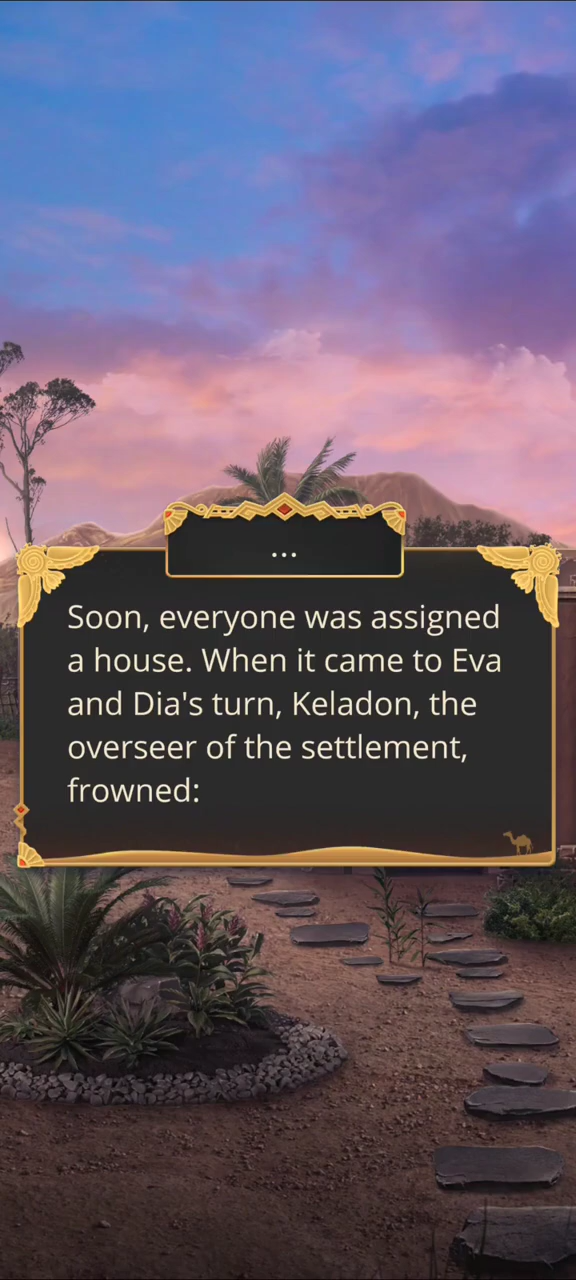 ...
Soon, everyone was assigned
a house. When it came to Eva
and Dia's turn, Keladon, the
overseer of the settlement,
frowned: